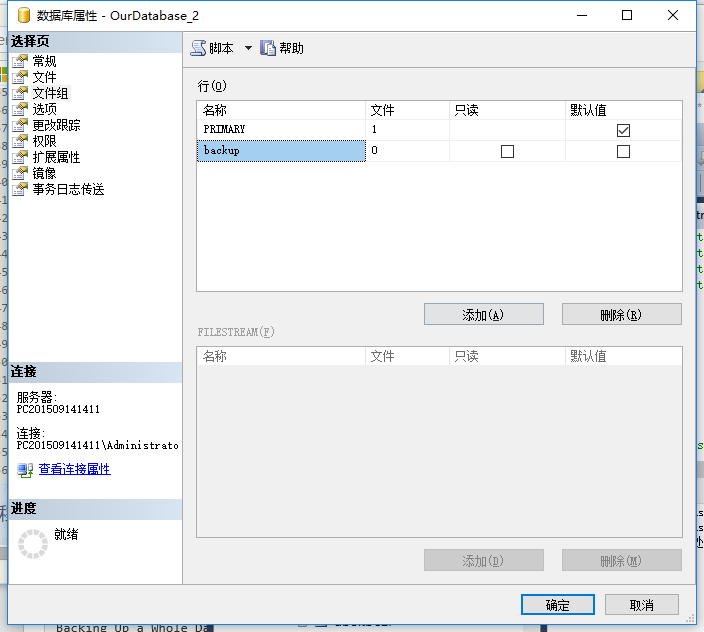 数据库属性 - OurDatabase_2
选择页
常规
文件
文件组
选项
更改跟踪
权限
扩展属性
镜像
事务日志传送
脚本 帮助
行(O)
名称 文件 只读 默认值
PRIMARY 1
backup 0
添加(A) 删除(R)
FILESTREAM(F)
名称 文件 只读 默认值
添加(D) 删除(M)
连接
服务器:
PC201509141411
连接:
PC201509141411\Administrato
查看连接属性
进度
就绪
确定 取消
Backing Up a Whole Da